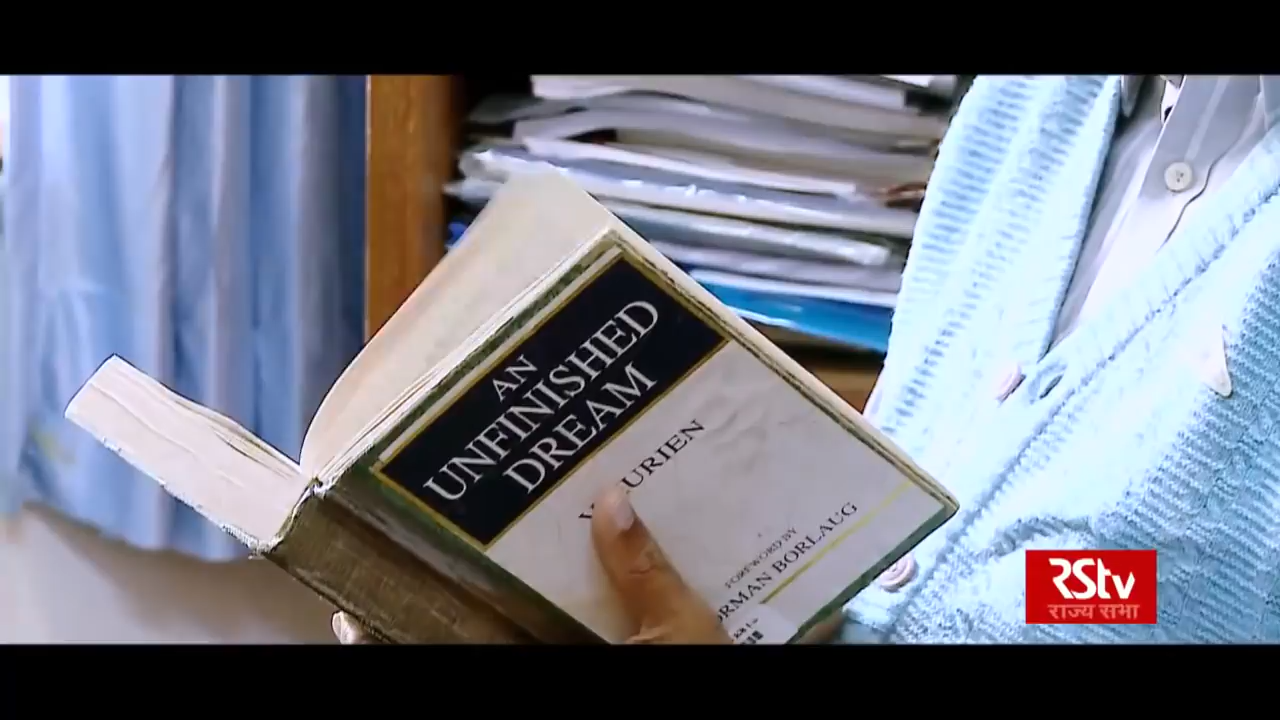 AN
UNFINISHED
DREAM
URIEN
FOREWORD BY
ORMAN BORLAUG
RStv
राज्य सभा